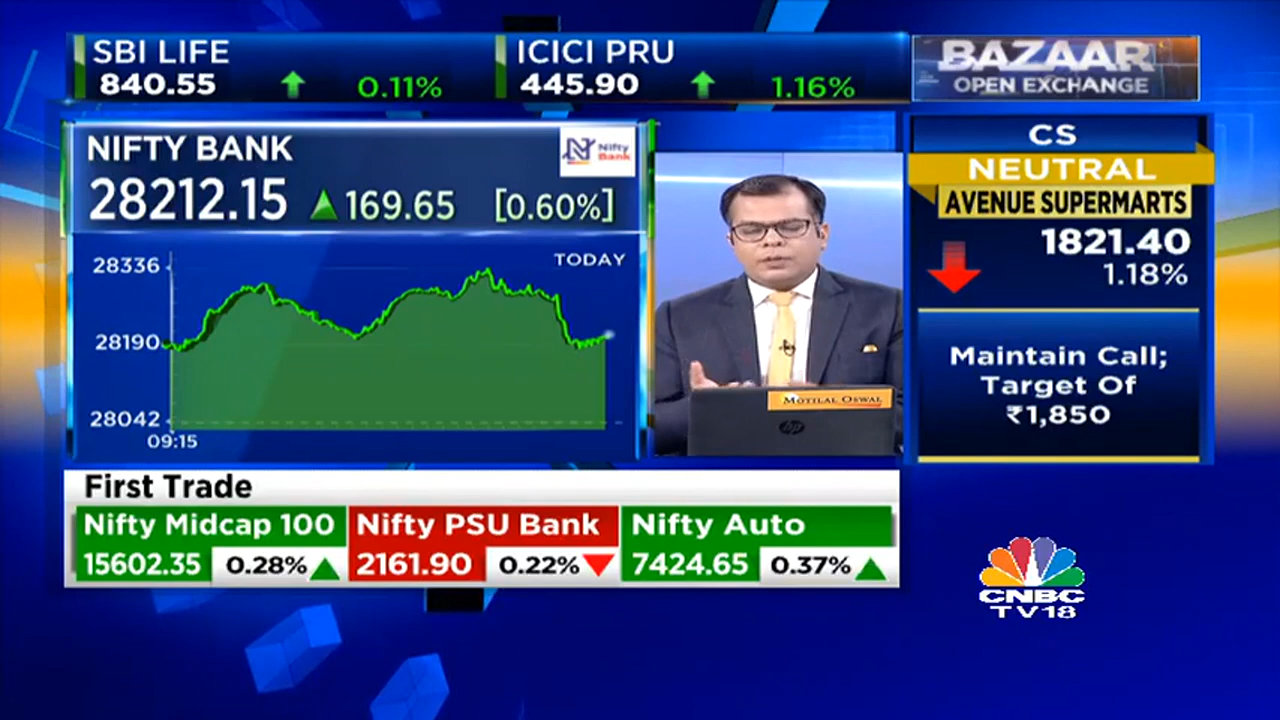 SBI LIFE
840.55 0.11%
ICICI PRU
445.90 1.16%
BAZAAR
OPEN EXCHANGE
NIFTY BANK
28212.15 169.65 [0.60%]
Nifty
Bank
TODAY
28336
28190
28042
09:15
MOTILAL OSWAL
hp
CS
NEUTRAL
AVENUE SUPERMARTS
1821.40
1.18%
Maintain Call;
Target Of
₹1,850
First Trade
Nifty Midcap 100
15602.35 0.28%
Nifty PSU Bank
2161.90 0.22%
Nifty Auto
7424.65 0.37%
CNBC
TV18